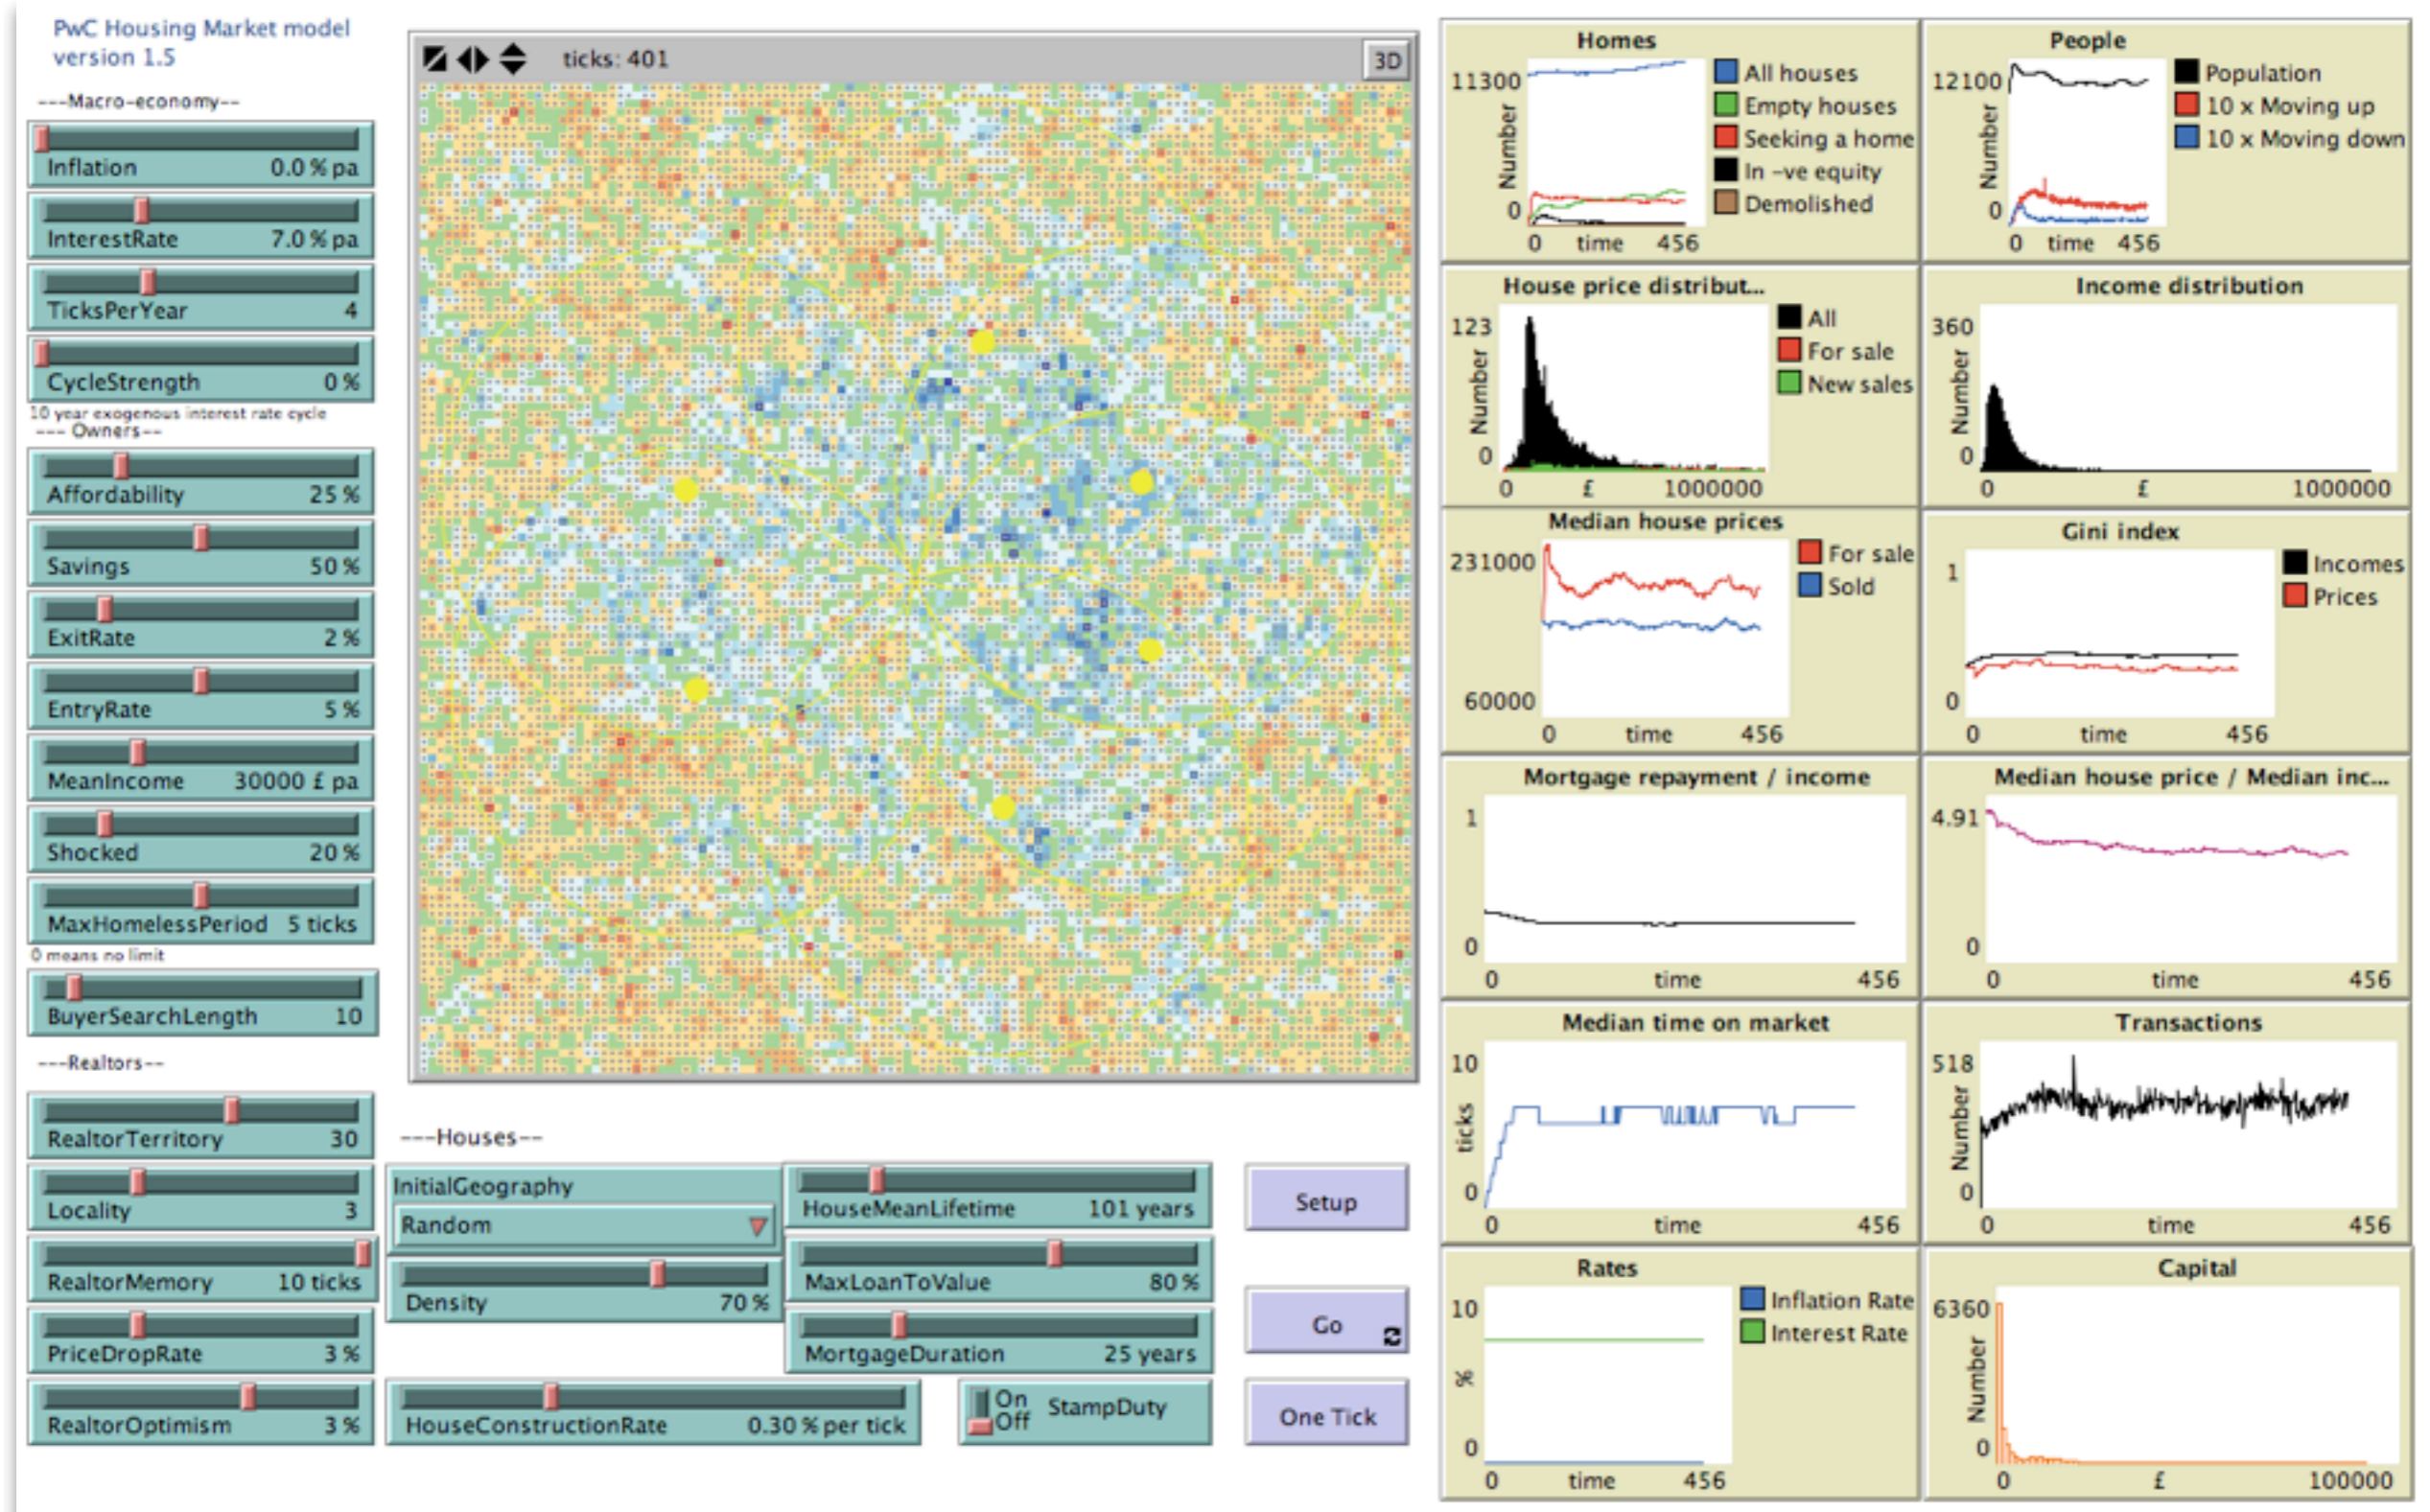 PwC Housing Market model
version 1.5
---Macro-economy--
Inflation 0.0 % pa
InterestRate 7.0 % pa
TicksPerYear 4
CycleStrength 0 %
10 year exogenous interest rate cycle
--- Owners--
Affordability 25 %
Savings 50 %
ExitRate 2 %
EntryRate 5 %
MeanIncome 30000 £ pa
Shocked 20 %
MaxHomelessPeriod 5 ticks
0 means no limit
BuyerSearchLength 10
---Realtors--
RealtorTerritory 30
Locality 3
RealtorMemory 10 ticks
PriceDropRate 3 %
RealtorOptimism 3 %
ticks: 401
3D
---Houses--
InitialGeography
Random
Density 70 %
HouseMeanLifetime 101 years
MaxLoanToValue 80 %
MortgageDuration 25 years
HouseConstructionRate 0.30 % per tick
On
Off
StampDuty
Setup
Go
One Tick
Homes
11300
Number
0
0 time 456
All houses
Empty houses
Seeking a home
In -ve equity
Demolished
People
12100
Number
0
0 time 456
Population
10 x Moving up
10 x Moving down
House price distribut...
123
Number
0
0 £ 1000000
All
For sale
New sales
Income distribution
360
Number
0
0 £ 1000000
Median house prices
231000
60000
0 time 456
For sale
Sold
Gini index
1
0
0 time 456
Incomes
Prices
Mortgage repayment / income
1
0
0 time 456
Median house price / Median inc...
4.91
0
0 time 456
Median time on market
10
ticks
0
0 time 456
Transactions
518
Number
0
0 time 456
Rates
10
%
0
0 time 456
Inflation Rate
Interest Rate
Capital
6360
Number
0
0 £ 100000